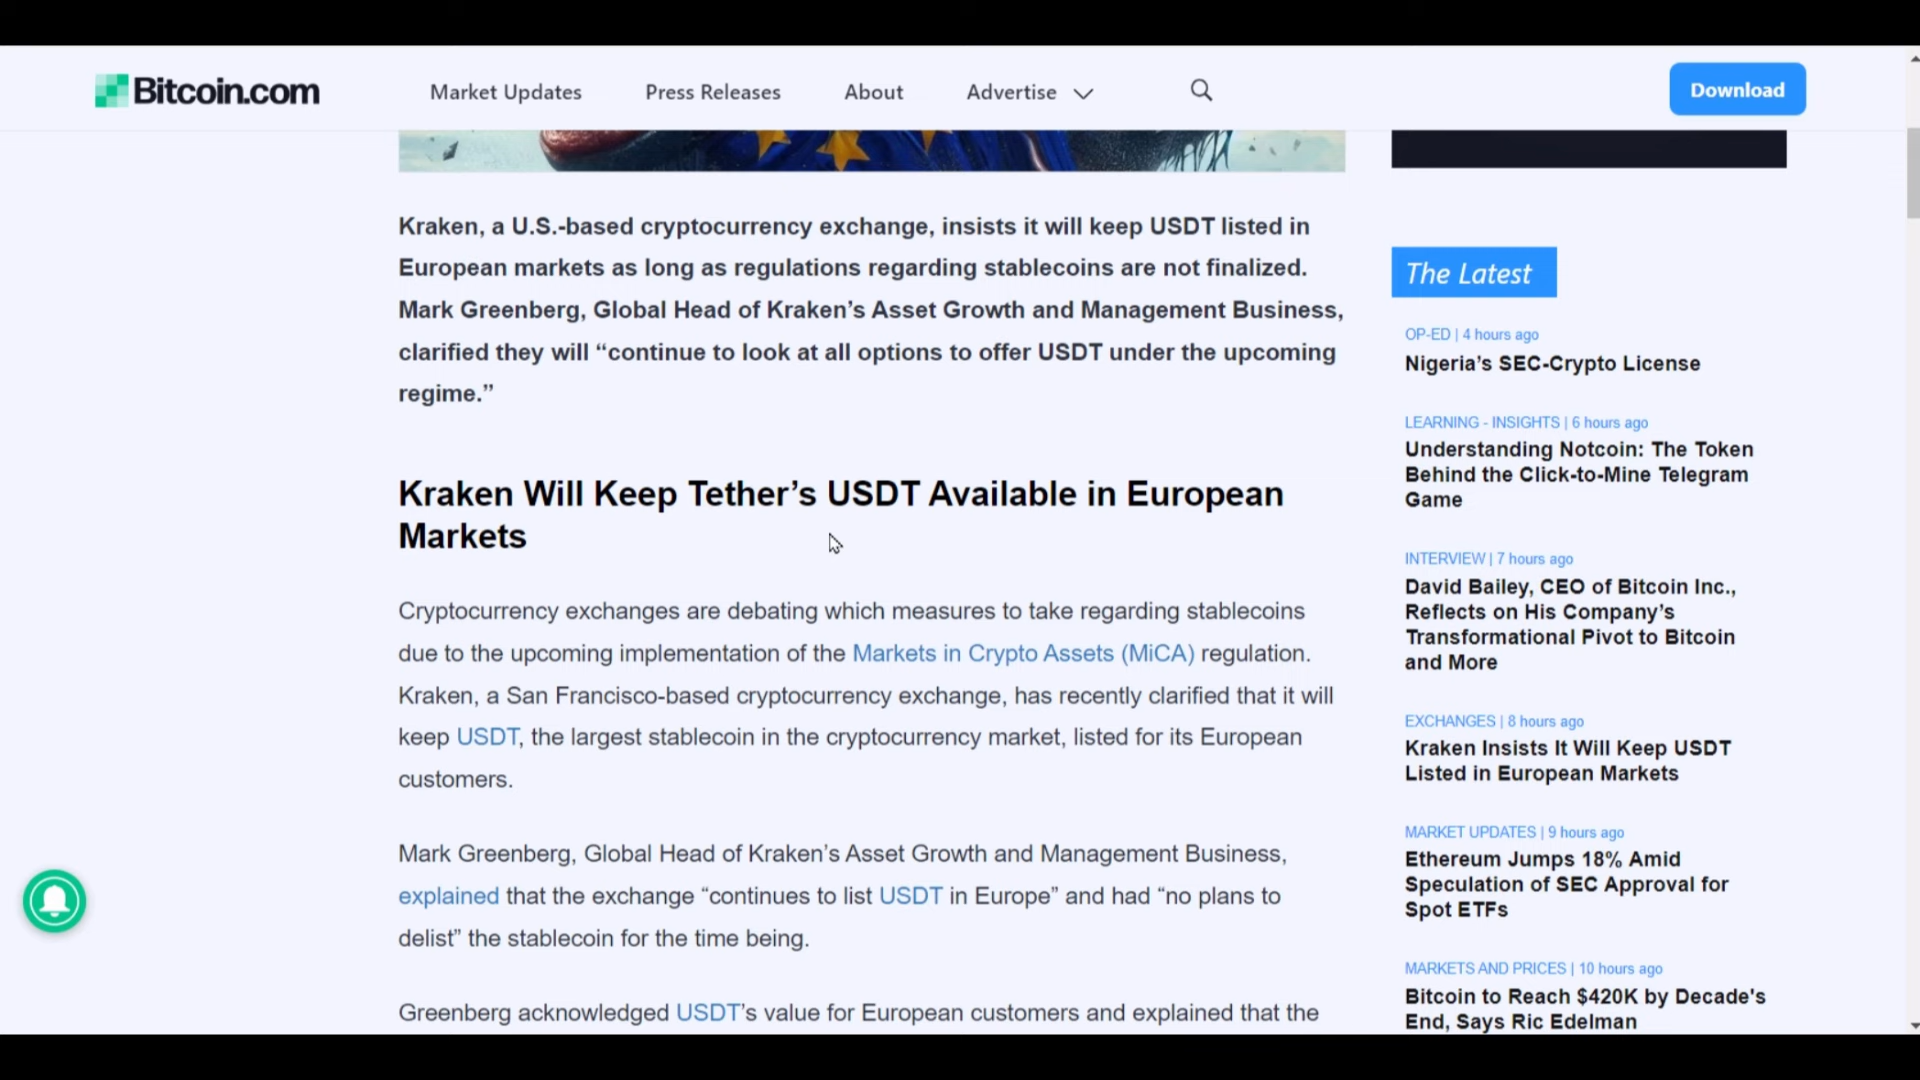 Bitcoin.com
Market Updates
Press Releases
About
Advertise
Download
Kraken, a U.S.-based cryptocurrency exchange, insists it will keep USDT listed in
European markets as long as regulations regarding stablecoins are not finalized.
Mark Greenberg, Global Head of Kraken’s Asset Growth and Management Business,
clarified they will “continue to look at all options to offer USDT under the upcoming
regime.”
Kraken Will Keep Tether’s USDT Available in European
Markets
Cryptocurrency exchanges are debating which measures to take regarding stablecoins
due to the upcoming implementation of the Markets in Crypto Assets (MiCA) regulation.
Kraken, a San Francisco-based cryptocurrency exchange, has recently clarified that it will
keep USDT, the largest stablecoin in the cryptocurrency market, listed for its European
customers.
Mark Greenberg, Global Head of Kraken’s Asset Growth and Management Business,
explained that the exchange “continues to list USDT in Europe” and had “no plans to
delist” the stablecoin for the time being.
Greenberg acknowledged USDT’s value for European customers and explained that the
The Latest
OP-ED | 4 hours ago
Nigeria’s SEC-Crypto License
LEARNING - INSIGHTS | 6 hours ago
Understanding Notcoin: The Token
Behind the Click-to-Mine Telegram
Game
INTERVIEW | 7 hours ago
David Bailey, CEO of Bitcoin Inc.,
Reflects on His Company’s
Transformational Pivot to Bitcoin
and More
EXCHANGES | 8 hours ago
Kraken Insists It Will Keep USDT
Listed in European Markets
MARKET UPDATES | 9 hours ago
Ethereum Jumps 18% Amid
Speculation of SEC Approval for
Spot ETFs
MARKETS AND PRICES | 10 hours ago
Bitcoin to Reach $420K by Decade's
End, Says Ric Edelman